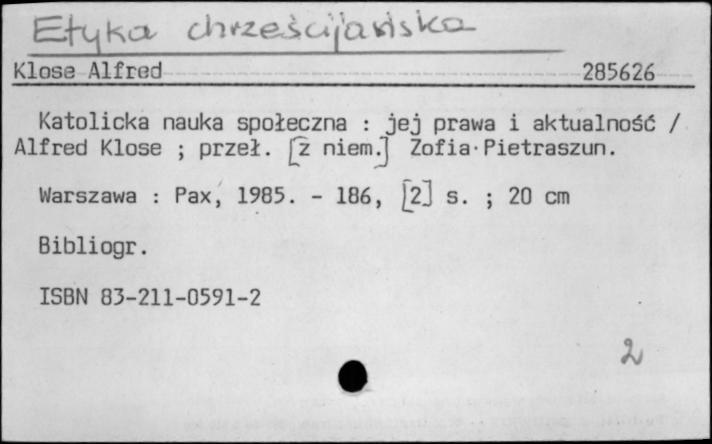 Etyka chrześcijańska
Klose Alfred 285626
Katolicka nauka społeczna : jej prawa i aktualność /
Alfred Klose ; przeł. [z niem.] Zofia Pietraszun.
Warszawa : Pax, 1985. - 186, [2] s. ; 20 cm
Bibliogr.
ISBN 83-211-0591-2
2